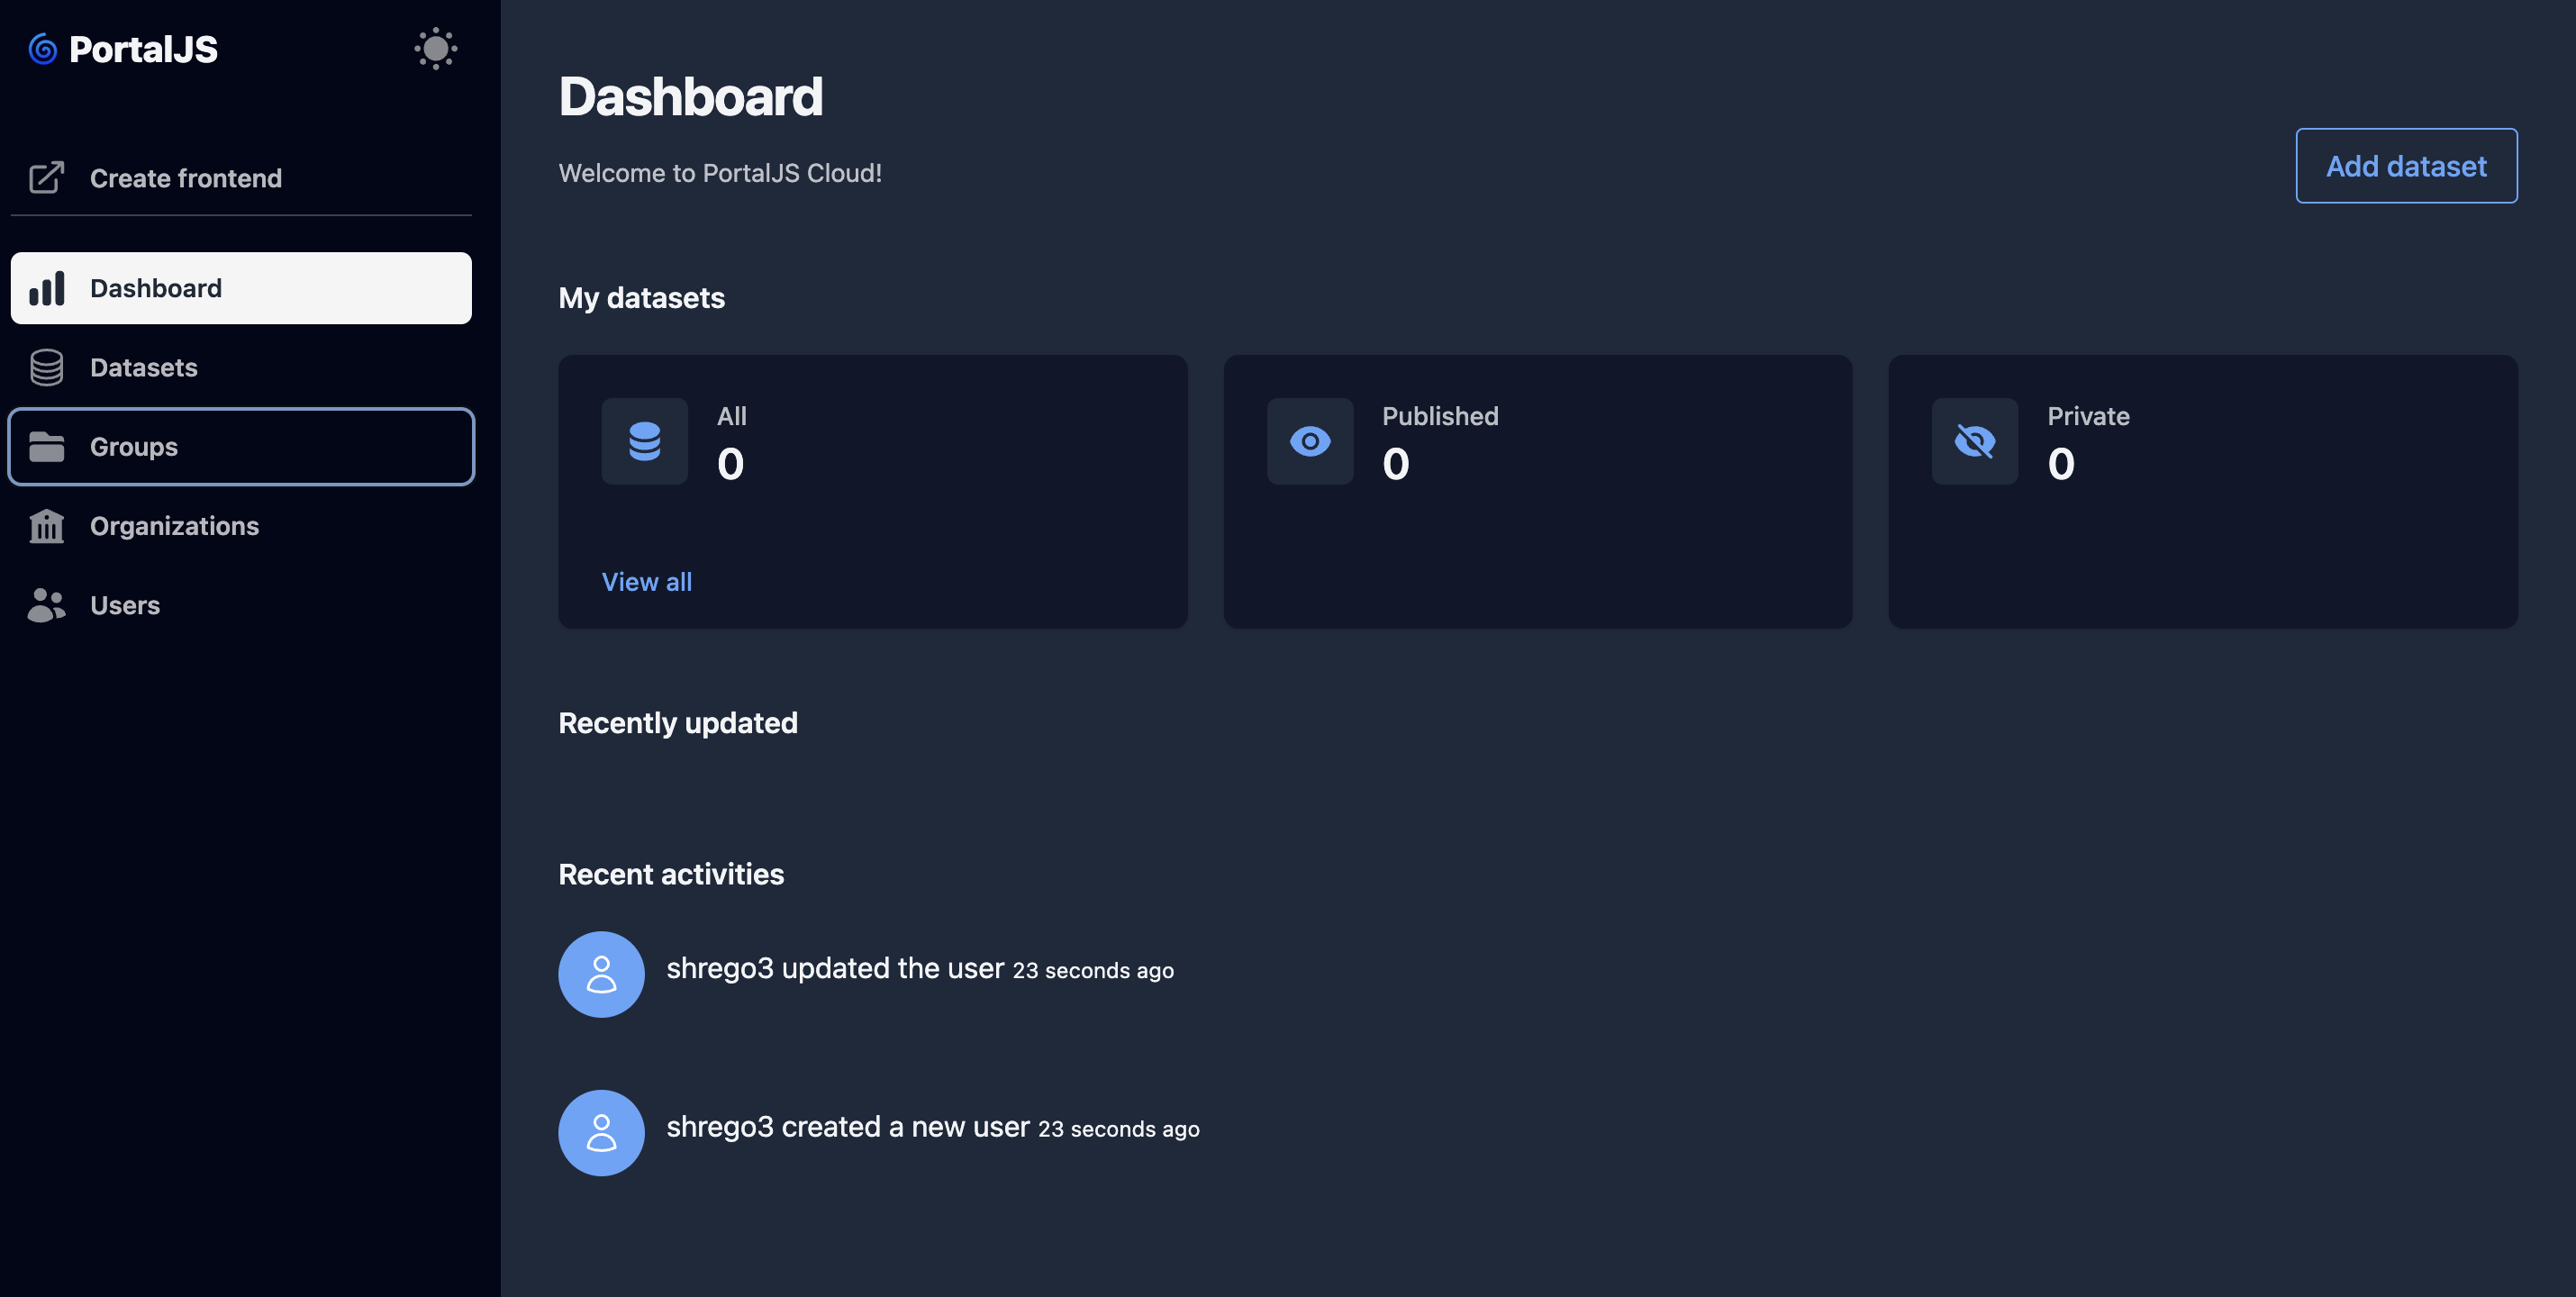 PortalJS
Create frontend
Dashboard
Datasets
Groups
Organizations
Users
Dashboard
Welcome to PortalJS Cloud!
Add dataset
My datasets
All
0
View all
Published
0
Private
0
Recently updated
Recent activities
shrego3 updated the user 23 seconds ago
shrego3 created a new user 23 seconds ago